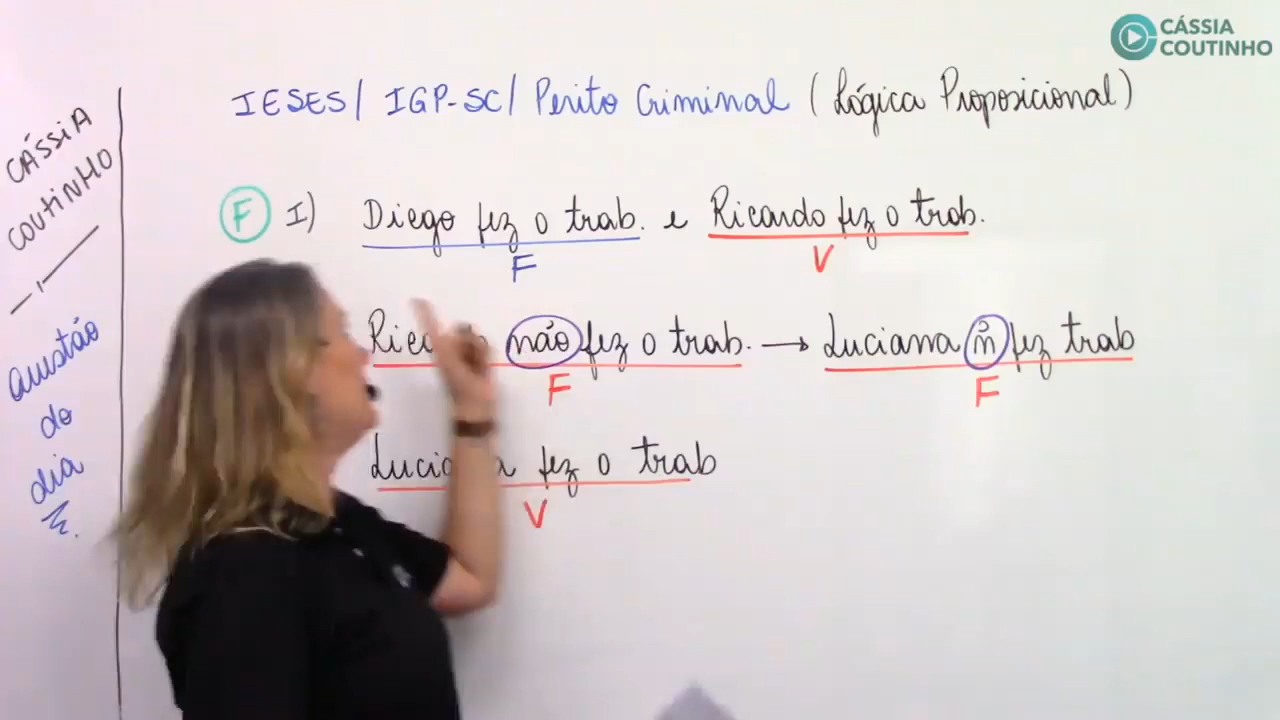 CÁSSIA
COUTINHO
IESES/ IGP-SC/ Perito Criminal (Lógica Proposicional)
CÁSSIA
COUTINHO
questão
do
dia
F I) Diego fez o trab. e Ricardo fez o trab.
F V
não fez o trab. → Luciana ñ fez trab
F F
fez o trab
V